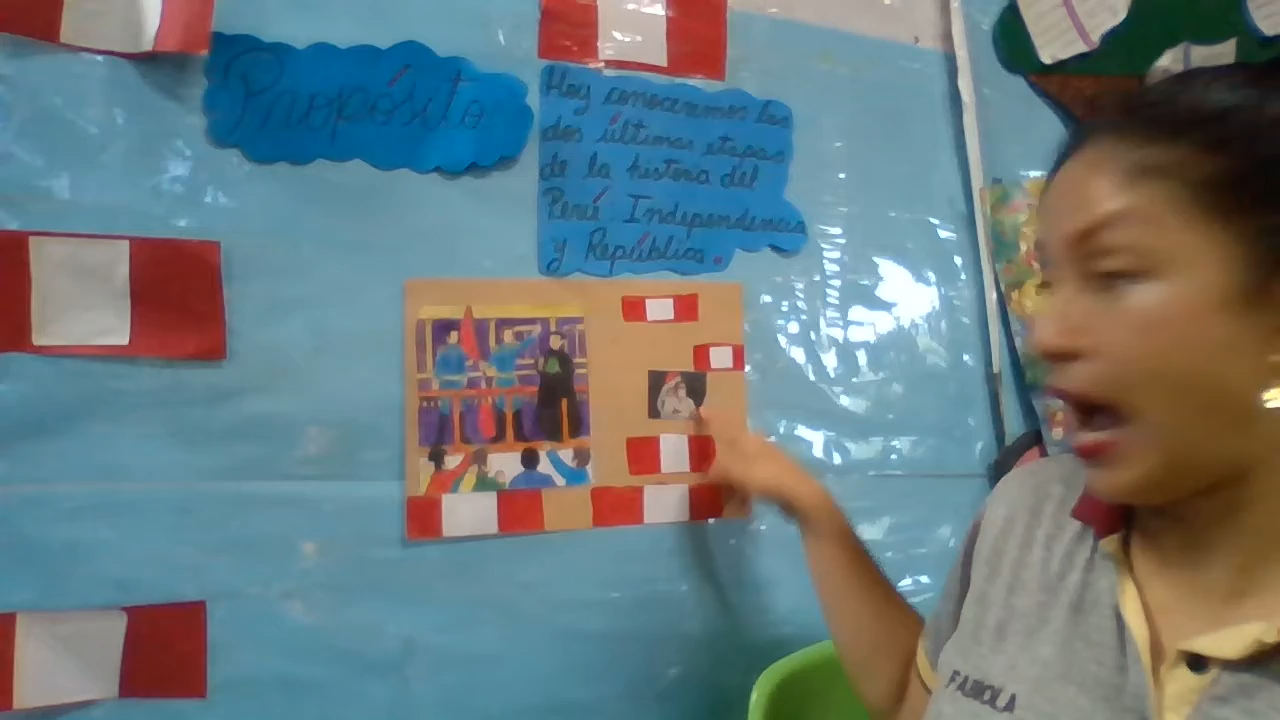 Propósito
Hoy conoceremos las
dos últimas etapas
de la historia del
Perú: Independencia
y República.
FABIOLA